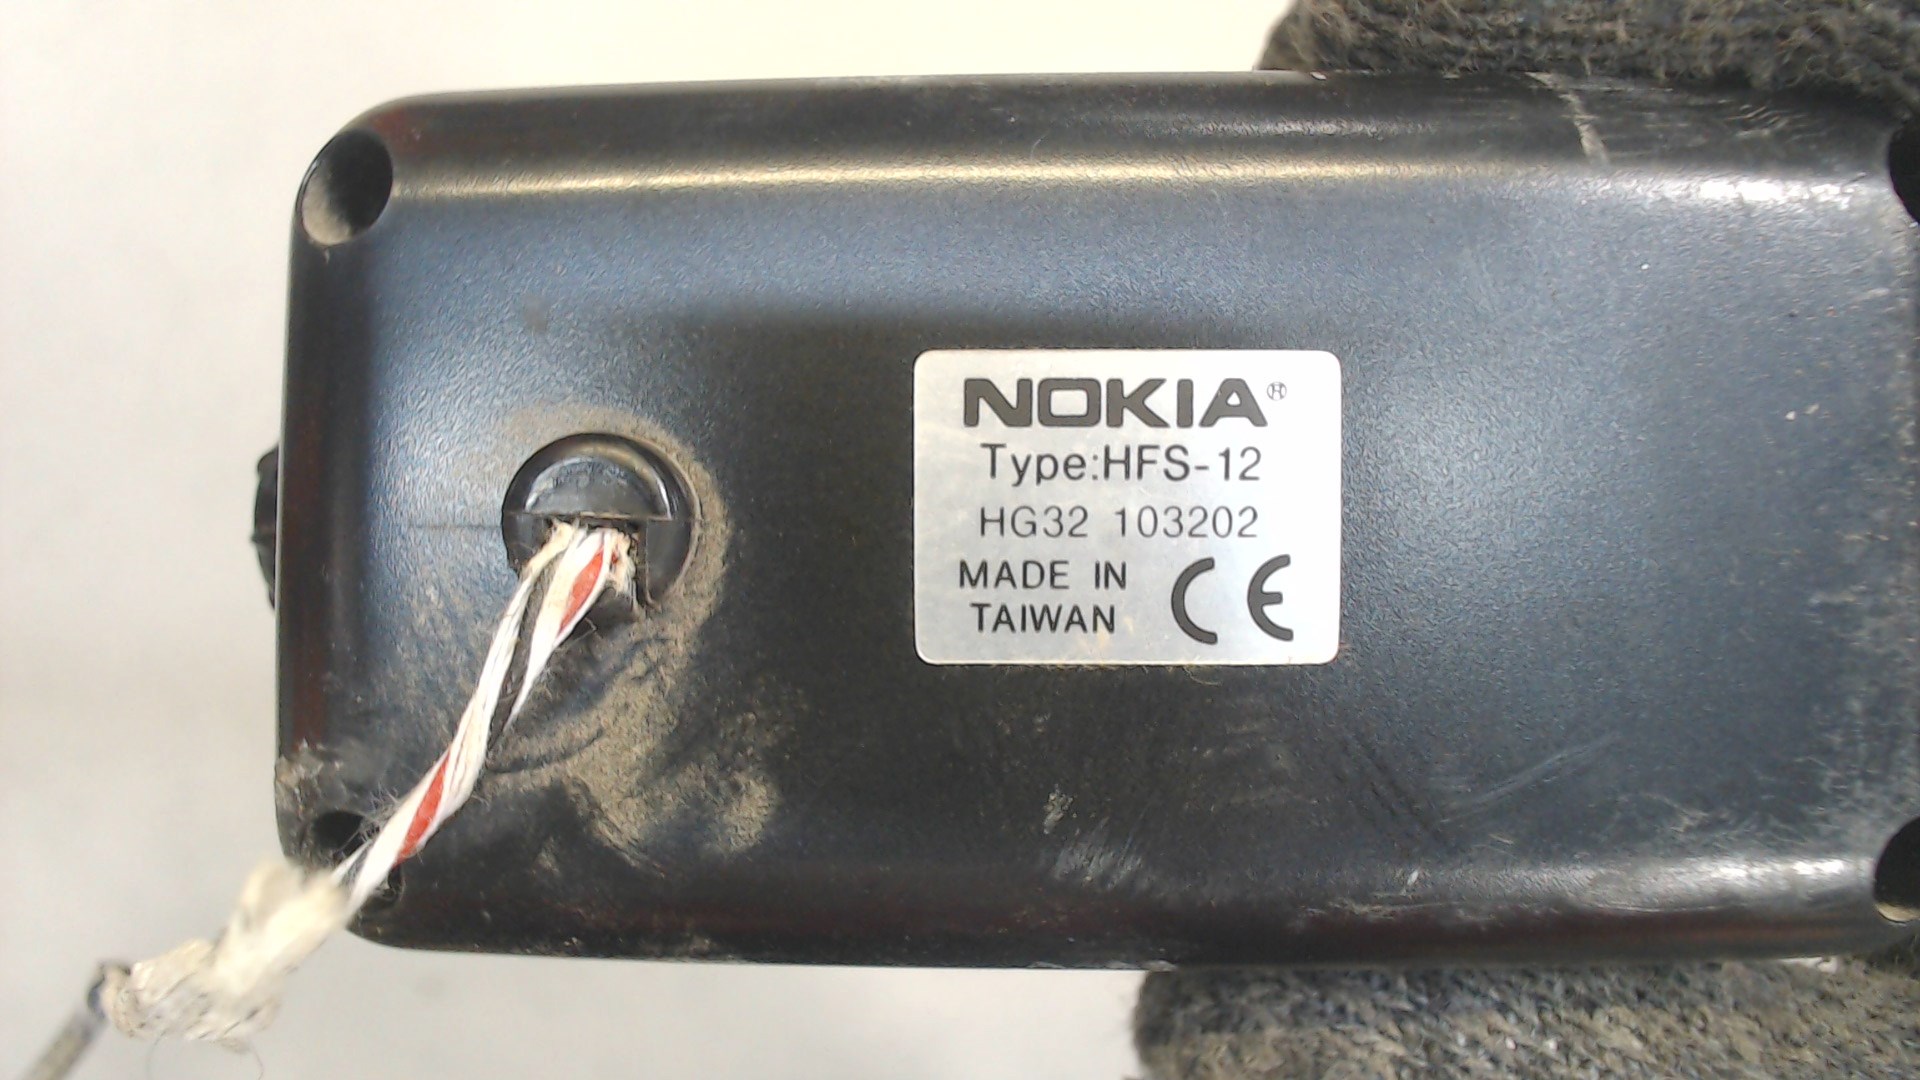 NOKIA®
Type:HFS-12
HG32 103202
MADE IN
TAIWAN CE